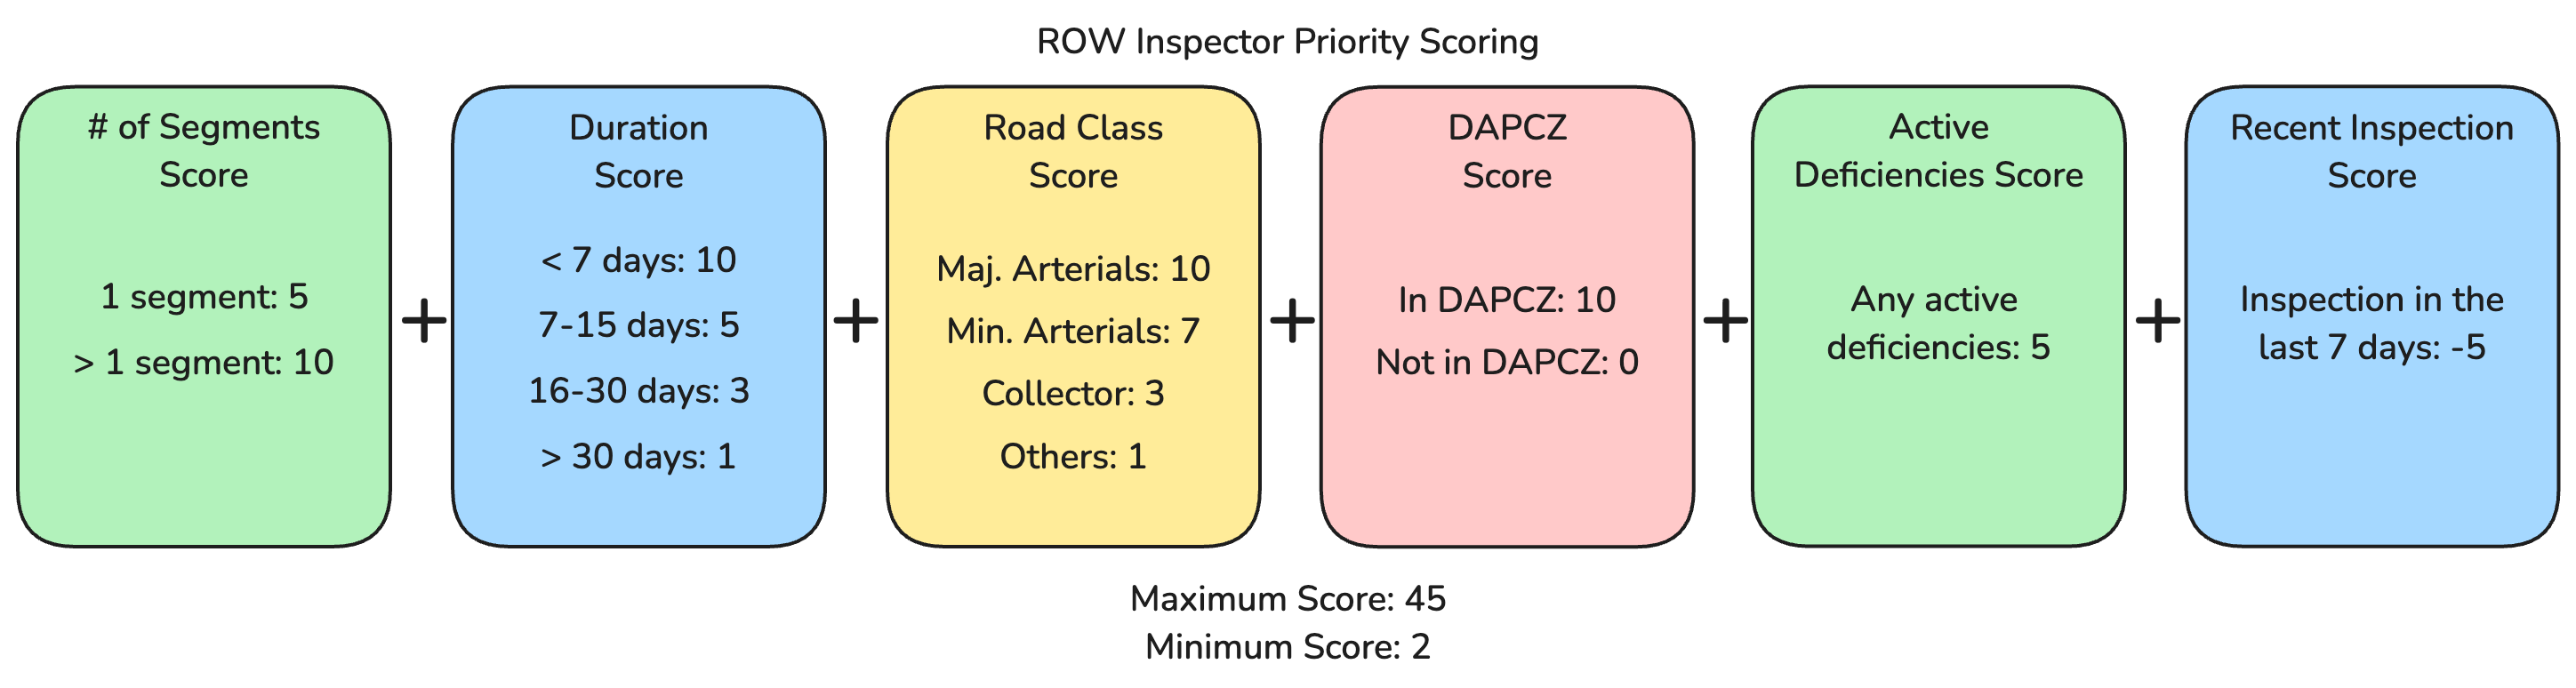 ROW Inspector Priority Scoring
# of Segments
Score
1 segment: 5
> 1 segment: 10
+
Duration
Score
< 7 days: 10
7-15 days: 5
16-30 days: 3
> 30 days: 1
+
Road Class
Score
Maj. Arterials: 10
Min. Arterials: 7
Collector: 3
Others: 1
+
DAPCZ
Score
In DAPCZ: 10
Not in DAPCZ: 0
+
Active
Deficiencies Score
Any active
deficiencies: 5
+
Recent Inspection
Score
Inspection in the
last 7 days: -5
Maximum Score: 45
Minimum Score: 2